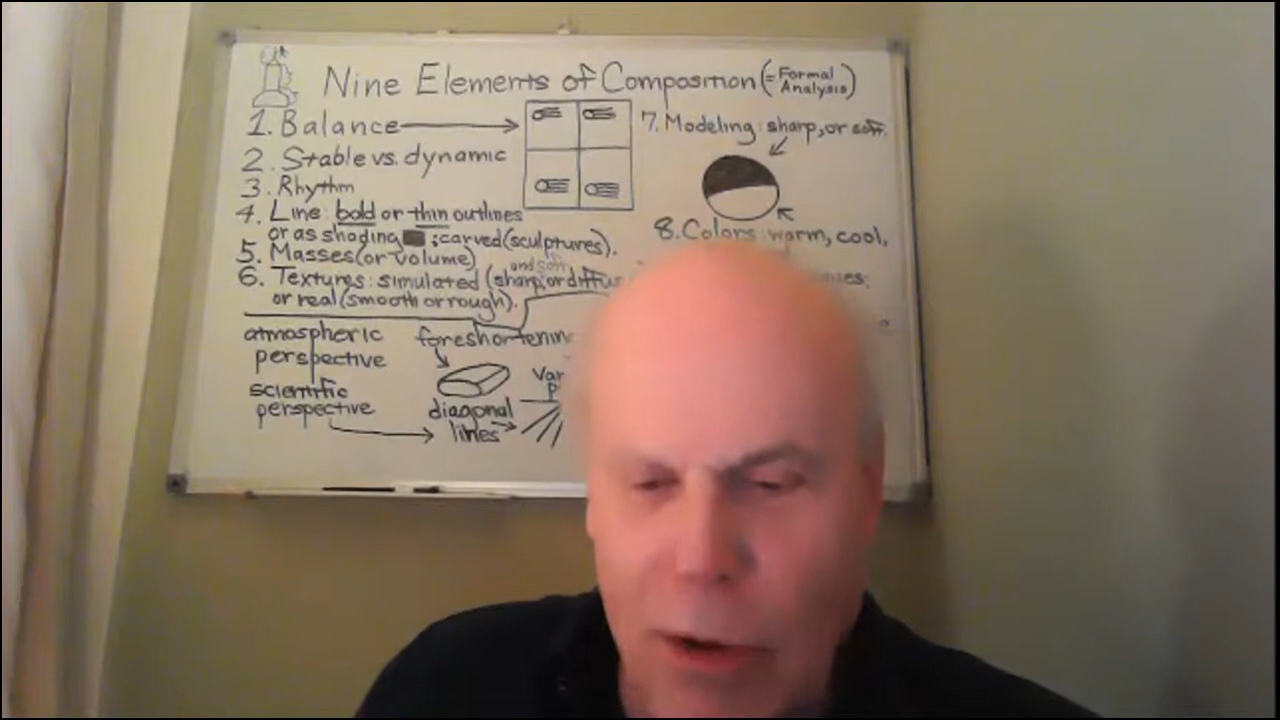 Nine Elements of Composition (= Formal Analysis)
1. Balance
2. Stable vs. dynamic
3. Rhythm
4. Line: bold or thin outlines
or as shading ; carved (sculptures).
5. Masses (or volume)
and soft
6. Textures: simulated (sharp, or
or real (smooth or rough).
7. Modeling: sharp, or soft.
8. Colors: warm, cool,
atmospheric
perspective
scientific
perspective
foreshortening
diagonal
lines